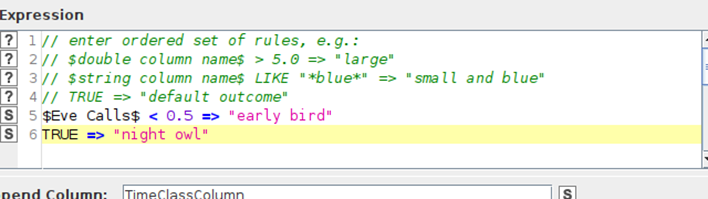 Expression
? 1 // enter ordered set of rules, e.g.:
? 2 // $double column name$ > 5.0 => "large"
? 3 // $string column name$ LIKE "*blue*" => "small and blue"
? 4 // TRUE => "default outcome"
S 5 $Eve Calls$ < 0.5 => "early bird"
S 6 TRUE => "night owl"
pend Column: TimeClassColumn S